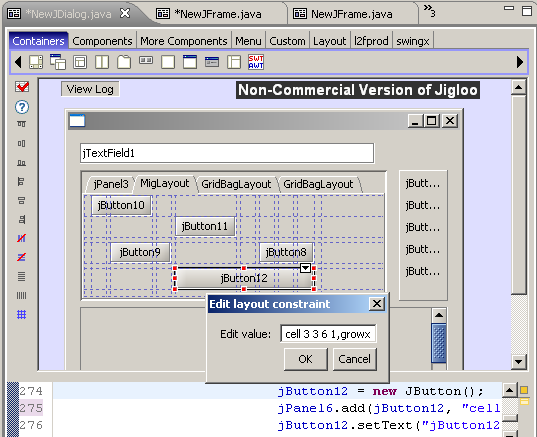 *NewJDialog.java *NewJFrame.java NewJFrame.java »3
Containers Components More Components Menu Custom Layout l2fprod swingx
SWT AWT
View Log Non-Commercial Version of Jigloo
jTextField1
jPanel3 MigLayout GridBagLayout GridBagLayout
jButt...
jButton10
jButt...
jButton11
jButt...
jButton9 jButton8
jButt...
jButton12
jButt...
Edit layout constraint
Edit value: cell 3 3 6 1,growx
OK Cancel
274 jButton12 = new JButton();
275 jPanel6.add(jButton12, "cell
276 jButton12.setText("jButton12